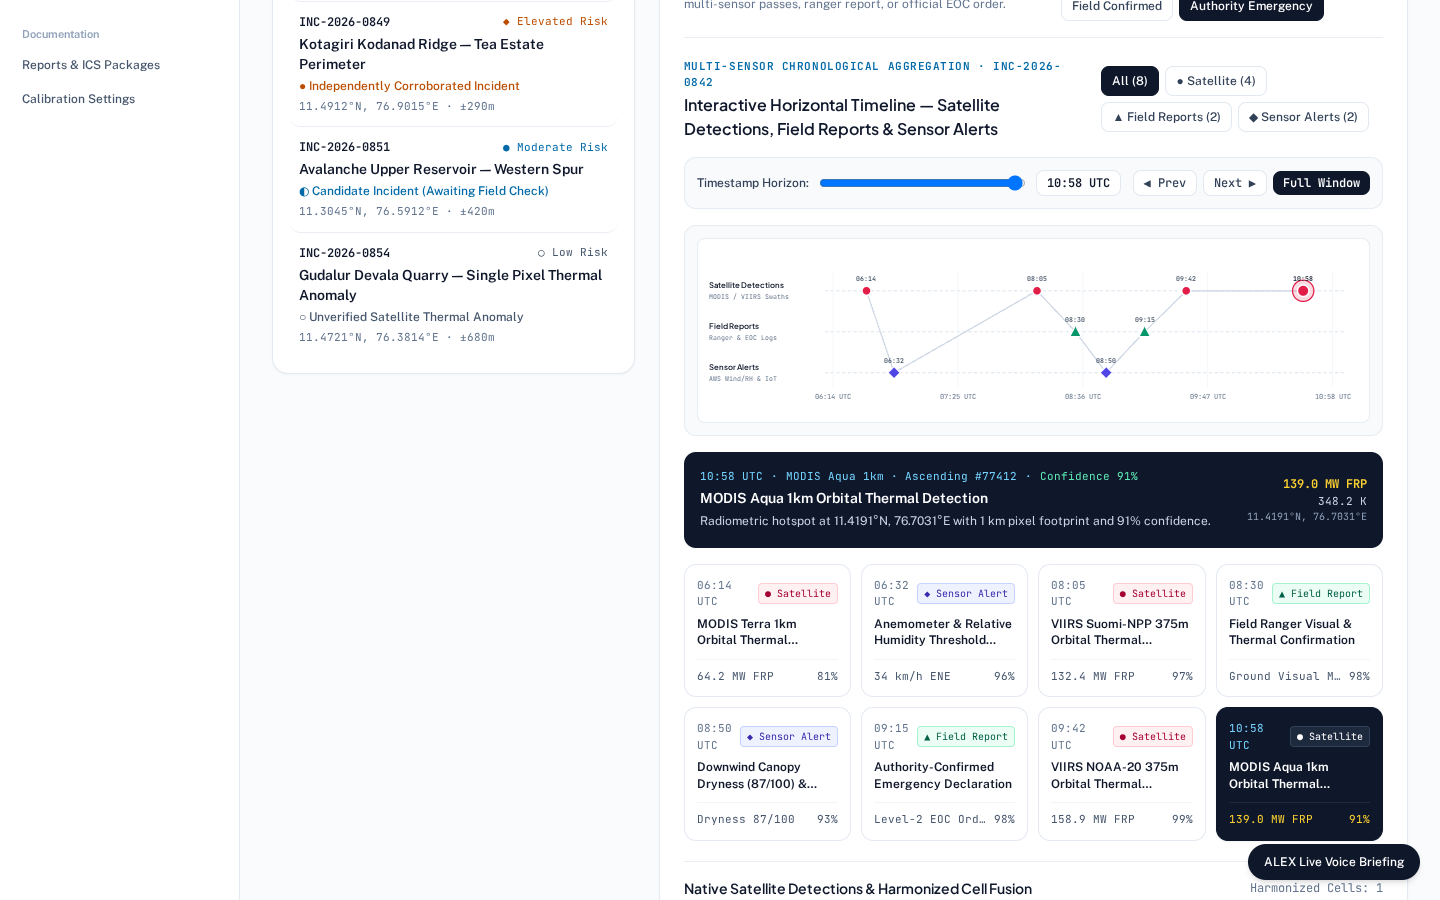 Documentation
Reports & ICS Packages
Calibration Settings
INC-2026-0849
◆ Elevated Risk
Kotagiri Kodanad Ridge — Tea Estate
Perimeter
● Independently Corroborated Incident
11.4912°N, 76.9015°E · ±290m
INC-2026-0851
● Moderate Risk
Avalanche Upper Reservoir — Western Spur
◐ Candidate Incident (Awaiting Field Check)
11.3045°N, 76.5912°E · ±420m
INC-2026-0854
○ Low Risk
Gudalur Devala Quarry — Single Pixel Thermal
Anomaly
○ Unverified Satellite Thermal Anomaly
11.4721°N, 76.3814°E · ±680m
multi-sensor passes, ranger report, or official EOC order.
Field Confirmed
Authority Emergency
MULTI-SENSOR CHRONOLOGICAL AGGREGATION · INC-2026-
0842
Interactive Horizontal Timeline — Satellite
Detections, Field Reports & Sensor Alerts
All (8)
● Satellite (4)
▲ Field Reports (2)
◆ Sensor Alerts (2)
Timestamp Horizon:
10:58 UTC
◀ Prev
Next ▶
Full Window
Satellite Detections
MODIS / VIIRS Swaths
Field Reports
Ranger & EOC Logs
Sensor Alerts
AWS Wind/RH & IoT
06:14
08:05
09:42
10:58
08:30
09:15
06:32
08:50
06:14 UTC
07:25 UTC
08:36 UTC
09:47 UTC
10:58 UTC
10:58 UTC · MODIS Aqua 1km · Ascending #77412 · Confidence 91%
MODIS Aqua 1km Orbital Thermal Detection
Radiometric hotspot at 11.4191°N, 76.7031°E with 1 km pixel footprint and 91% confidence.
139.0 MW FRP
348.2 K
11.4191°N, 76.7031°E
06:14
UTC
● Satellite
MODIS Terra 1km
Orbital Thermal...
64.2 MW FRP
81%
06:32
UTC
◆ Sensor Alert
Anemometer & Relative
Humidity Threshold...
34 km/h ENE
96%
08:05
UTC
● Satellite
VIIRS Suomi-NPP 375m
Orbital Thermal...
132.4 MW FRP
97%
08:30
UTC
▲ Field Report
Field Ranger Visual &
Thermal Confirmation
Ground Visual M…
98%
08:50
UTC
◆ Sensor Alert
Downwind Canopy
Dryness (87/100) &...
Dryness 87/100
93%
09:15
UTC
▲ Field Report
Authority-Confirmed
Emergency Declaration
Level-2 EOC Ord…
98%
09:42
UTC
● Satellite
VIIRS NOAA-20 375m
Orbital Thermal...
158.9 MW FRP
99%
10:58
UTC
● Satellite
MODIS Aqua 1km
Orbital Thermal...
139.0 MW FRP
91%
ALEX Live Voice Briefing
Native Satellite Detections & Harmonized Cell Fusion
Harmonized Cells: 1